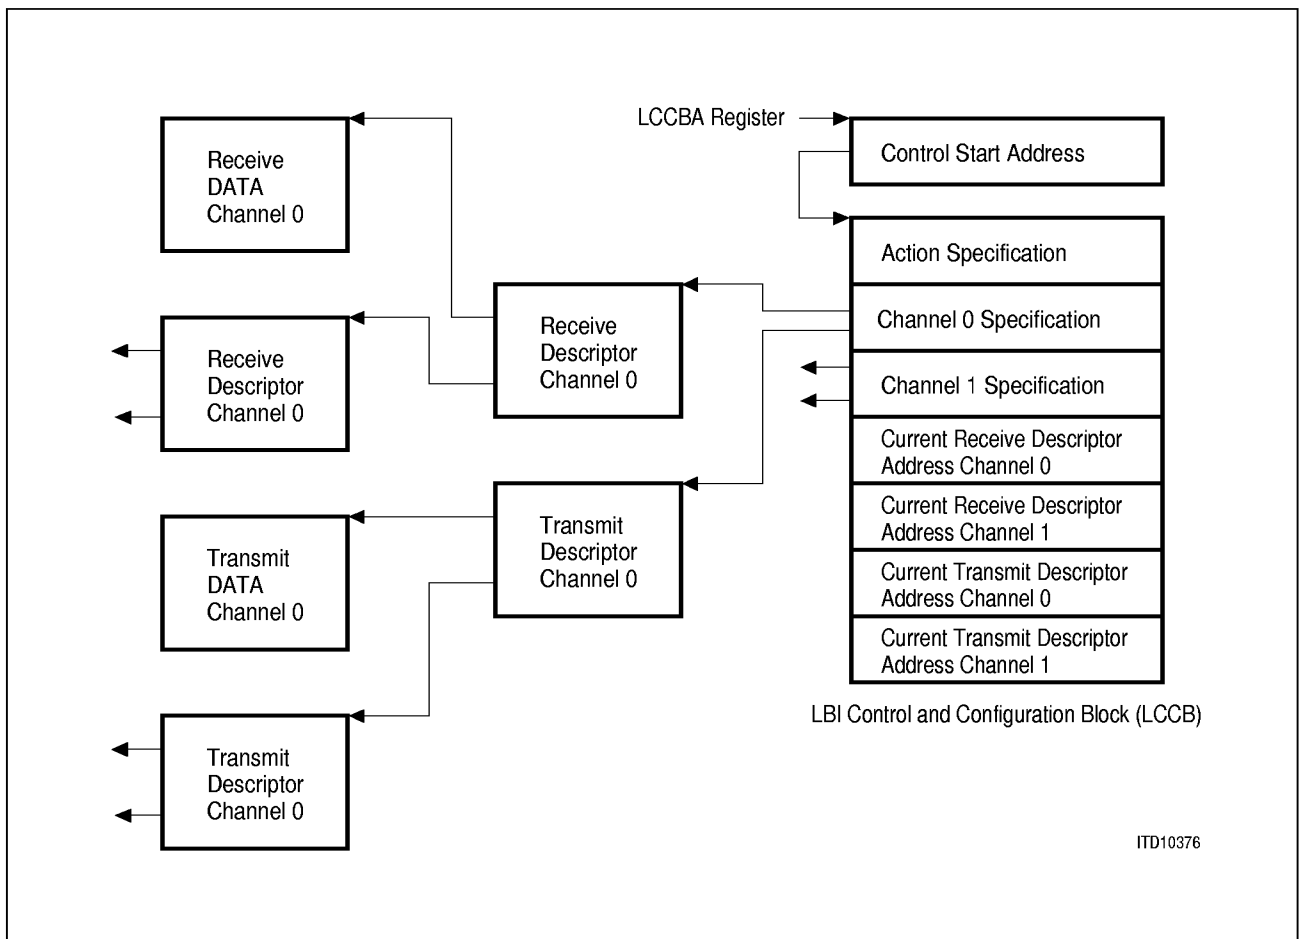 LCCBA Register
Control Start Address
Receive
DATA
Channel 0
Action Specification
Channel 0 Specification
Receive
Descriptor
Channel 0
Receive
Descriptor
Channel 0
Channel 1 Specification
Current Receive Descriptor
Address Channel 0
Current Receive Descriptor
Address Channel 1
Transmit
Descriptor
Channel 0
Transmit
DATA
Channel 0
Current Transmit Descriptor
Address Channel 0
Current Transmit Descriptor
Address Channel 1
LBI Control and Configuration Block (LCCB)
Transmit
Descriptor
Channel 0
ITD10376